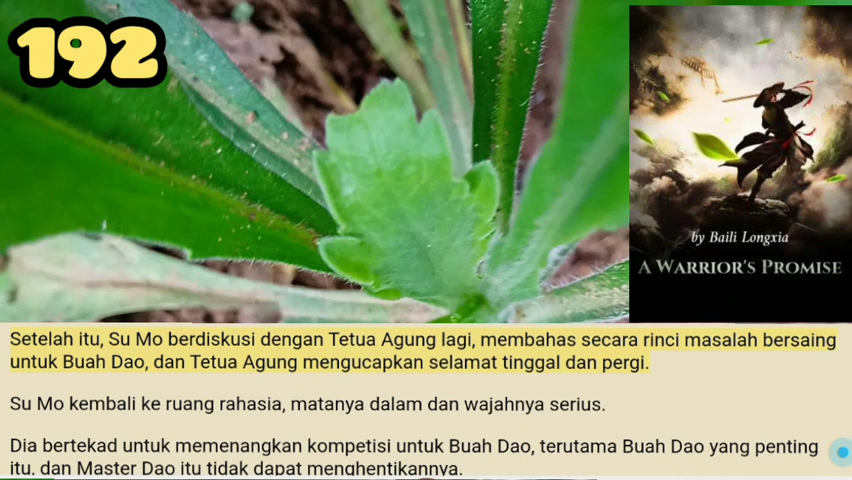 192
by Baili Longxia
A WARRIOR'S PROMISE
Setelah itu, Su Mo berdiskusi dengan Tetua Agung lagi, membahas secara rinci masalah bersaing
untuk Buah Dao, dan Tetua Agung mengucapkan selamat tinggal dan pergi.
Su Mo kembali ke ruang rahasia, matanya dalam dan wajahnya serius.
Dia bertekad untuk memenangkan kompetisi untuk Buah Dao, terutama Buah Dao yang penting
itu, dan Master Dao itu tidak dapat menghentikannya.